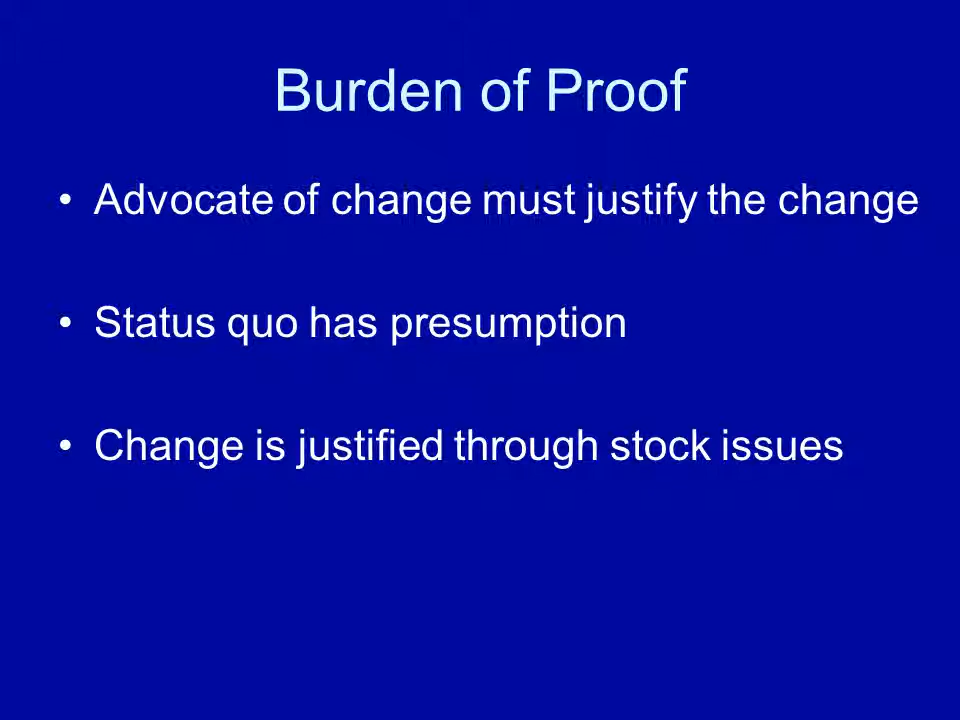 Burden of Proof
• Advocate of change must justify the change
• Status quo has presumption
• Change is justified through stock issues